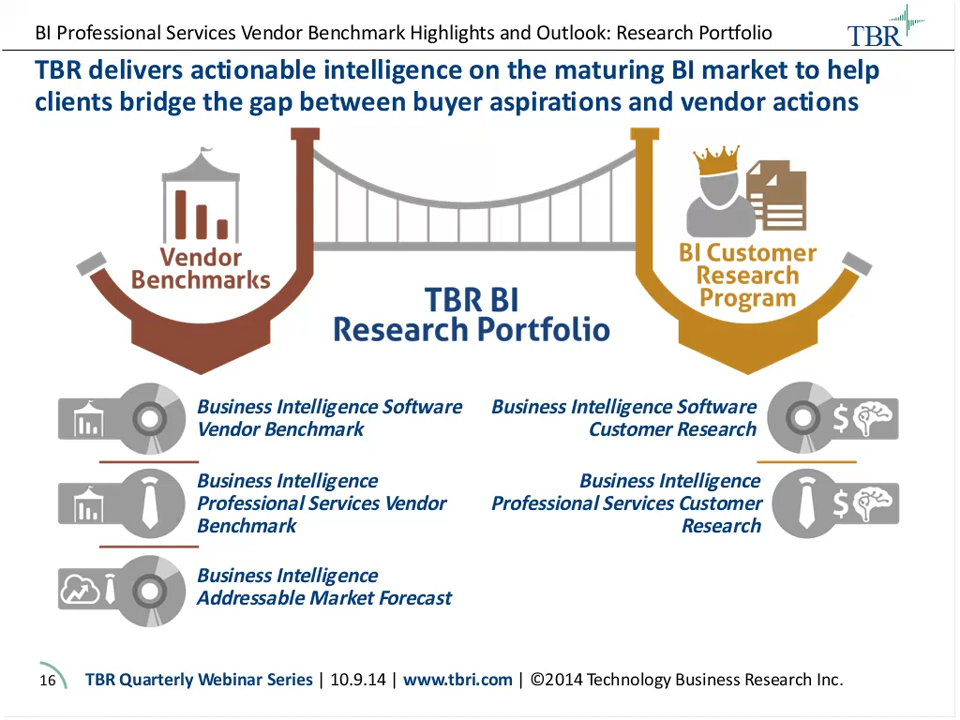 BI Professional Services Vendor Benchmark Highlights and Outlook: Research Portfolio
TBR
TBR delivers actionable intelligence on the maturing BI market to help
clients bridge the gap between buyer aspirations and vendor actions
Vendor
Benchmarks
BI Customer
Research
Program
TBR BI
Research Portfolio
Business Intelligence Software
Vendor Benchmark
Business Intelligence
Professional Services Vendor
Benchmark
Business Intelligence
Addressable Market Forecast
Business Intelligence Software
Customer Research
$
Business Intelligence
Professional Services Customer
Research
$
16
TBR Quarterly Webinar Series | 10.9.14 | www.tbri.com | ©2014 Technology Business Research Inc.